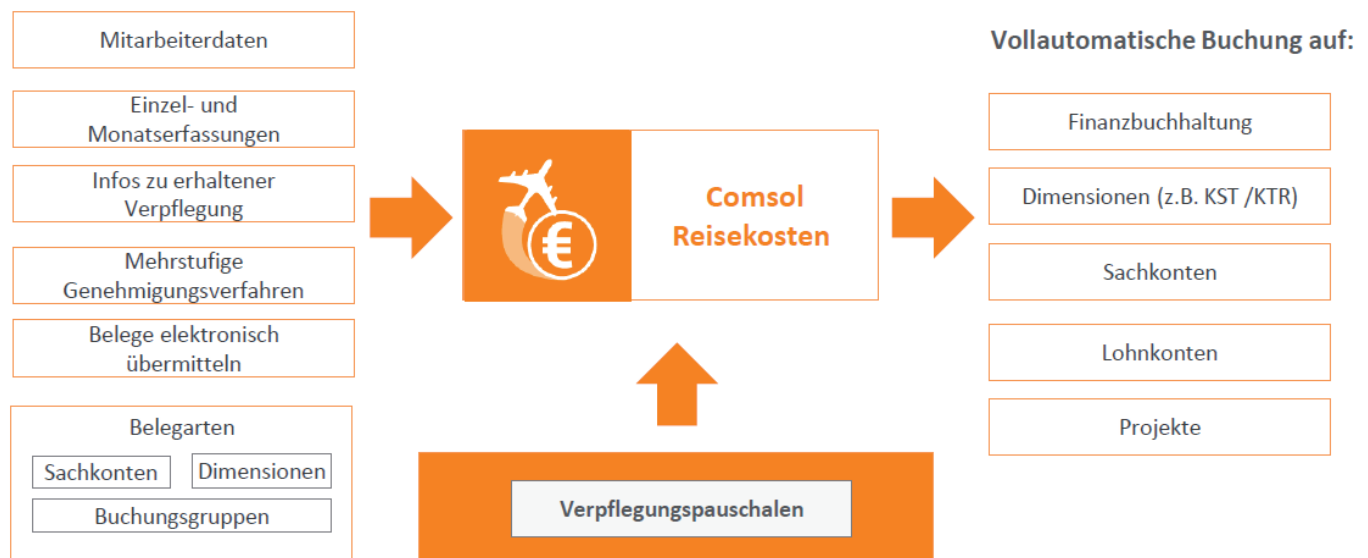 Mitarbeiterdaten
Einzel- und
Monatserfassungen
Infos zu erhaltener
Verpflegung
Mehrstufige
Genehmigungsverfahren
Belege elektronisch
übermitteln
Belegarten
Sachkonten
Dimensionen
Buchungsgruppen
€
Comsol
Reisekosten
Verpflegungspauschalen
Vollautomatische Buchung auf:
Finanzbuchhaltung
Dimensionen (z.B. KST /KTR)
Sachkonten
Lohnkonten
Projekte